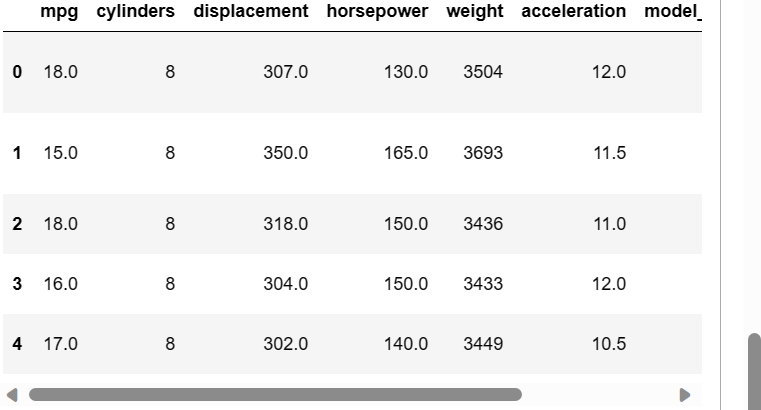 mpg cylinders displacement horsepower weight acceleration model_
0 18.0 8 307.0 130.0 3504 12.0
1 15.0 8 350.0 165.0 3693 11.5
2 18.0 8 318.0 150.0 3436 11.0
3 16.0 8 304.0 150.0 3433 12.0
4 17.0 8 302.0 140.0 3449 10.5